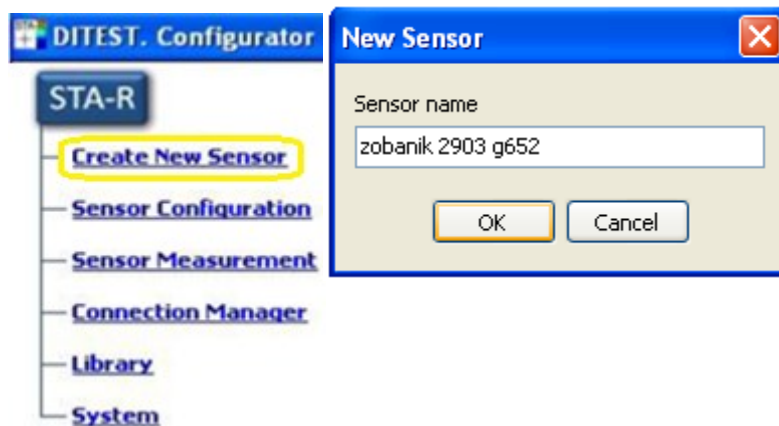 DITEST. Configurator
STA-R
Create New Sensor
Sensor Configuration
Sensor Measurement
Connection Manager
Library
System
New Sensor
Sensor name
zobanik 2903 g652
OK
Cancel